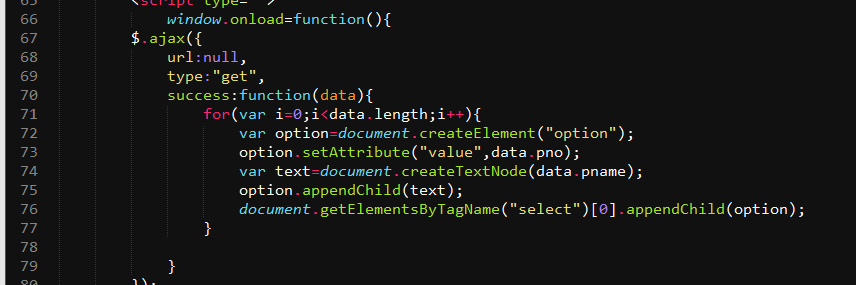 65 <script type=" ">
66 window.onload=function(){
67 $.ajax({
68 url:null,
69 type:"get",
70 success:function(data){
71 for(var i=0;i<data.length;i++){
72 var option=document.createElement("option");
73 option.setAttribute("value",data.pno);
74 var text=document.createTextNode(data.pname);
75 option.appendChild(text);
76 document.getElementsByTagName("select")[0].appendChild(option);
77 }
78
79 }
80 });